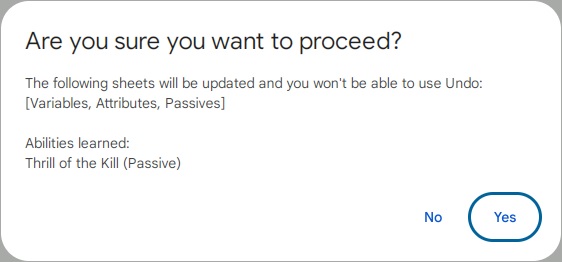 Are you sure you want to proceed?
The following sheets will be updated and you won't be able to use Undo:
[Variables, Attributes, Passives]
Abilities learned:
Thrill of the Kill (Passive)
No
Yes